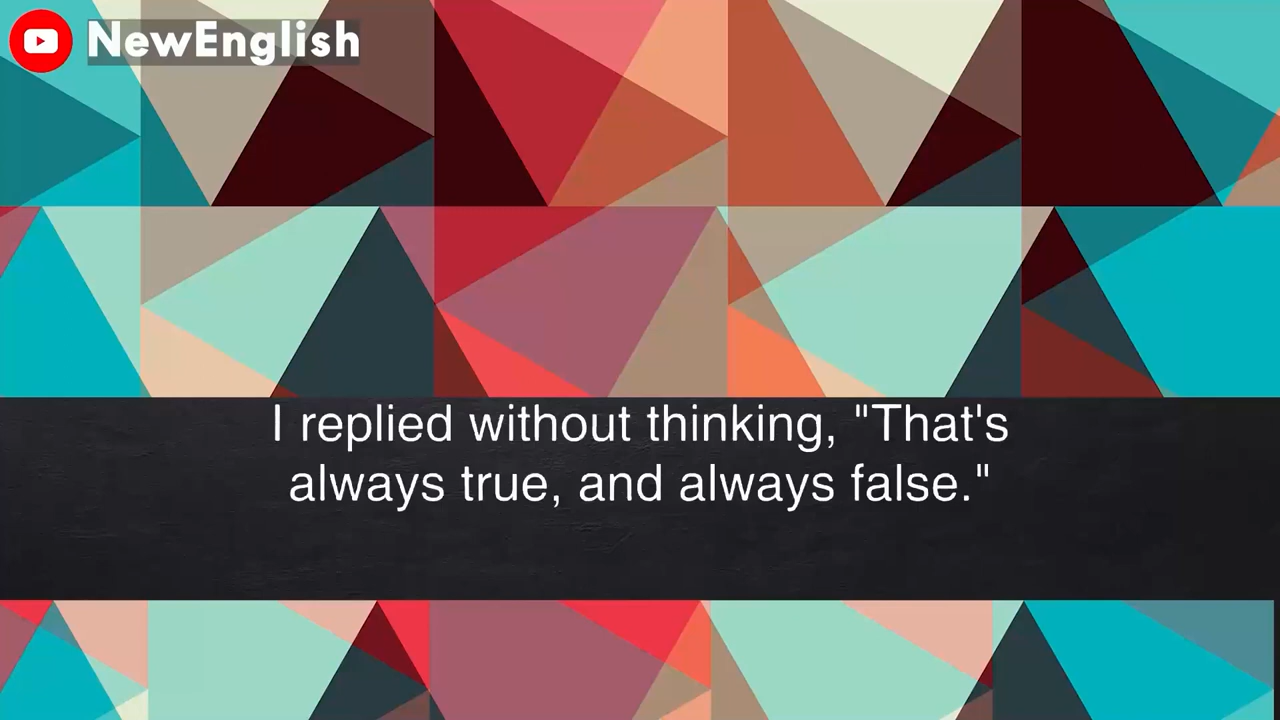 NewEnglish
I replied without thinking, "That's
always true, and always false."